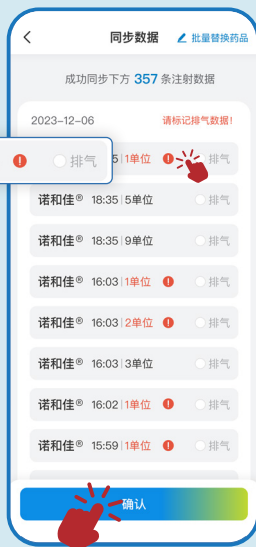 同步数据
批量替换药品
成功同步下方 357 条注射数据
2023-12-06 请标记排气数据!
5 1单位 ! 排气
! 排气
诺和佳® 18:35 5单位 排气
诺和佳® 18:35 9单位 排气
诺和佳® 16:03 1单位 ! 排气
诺和佳® 16:03 2单位 ! 排气
诺和佳® 16:03 3单位 排气
诺和佳® 16:02 1单位 ! 排气
诺和佳® 15:59 1单位 ! 排气
确认